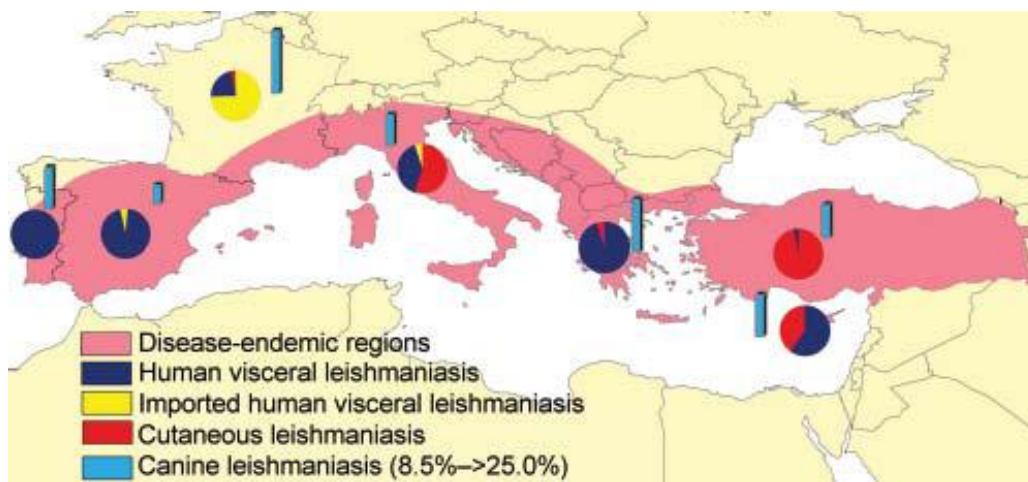 Disease-endemic regions
Human visceral leishmaniasis
Imported human visceral leishmaniasis
Cutaneous leishmaniasis
Canine leishmaniasis (8.5%–>25.0%)